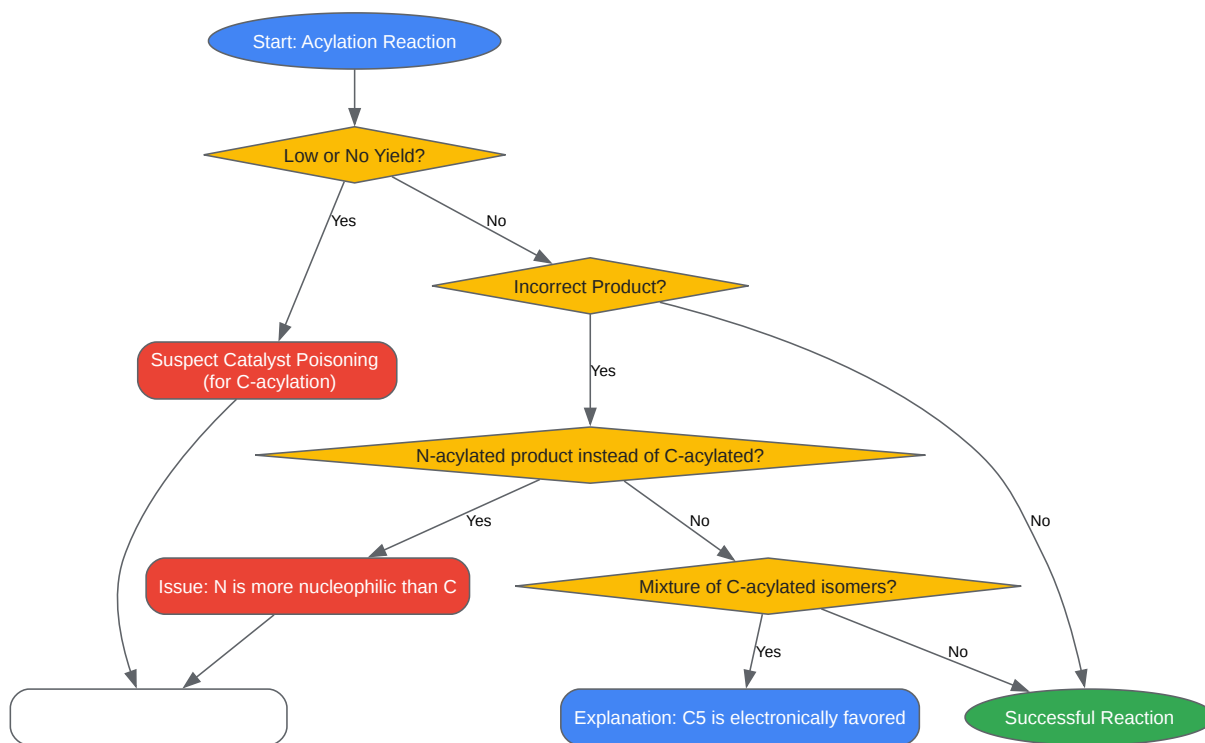 Start: Acylation Reaction
Low or No Yield?
Yes
No
Incorrect Product?
Suspect Catalyst Poisoning
(for C-acylation)
Yes
N-acylated product instead of C-acylated?
Yes
No
No
Issue: N is more nucleophilic than C
Mixture of C-acylated isomers?
Yes
No
Explanation: C5 is electronically favored
Successful Reaction